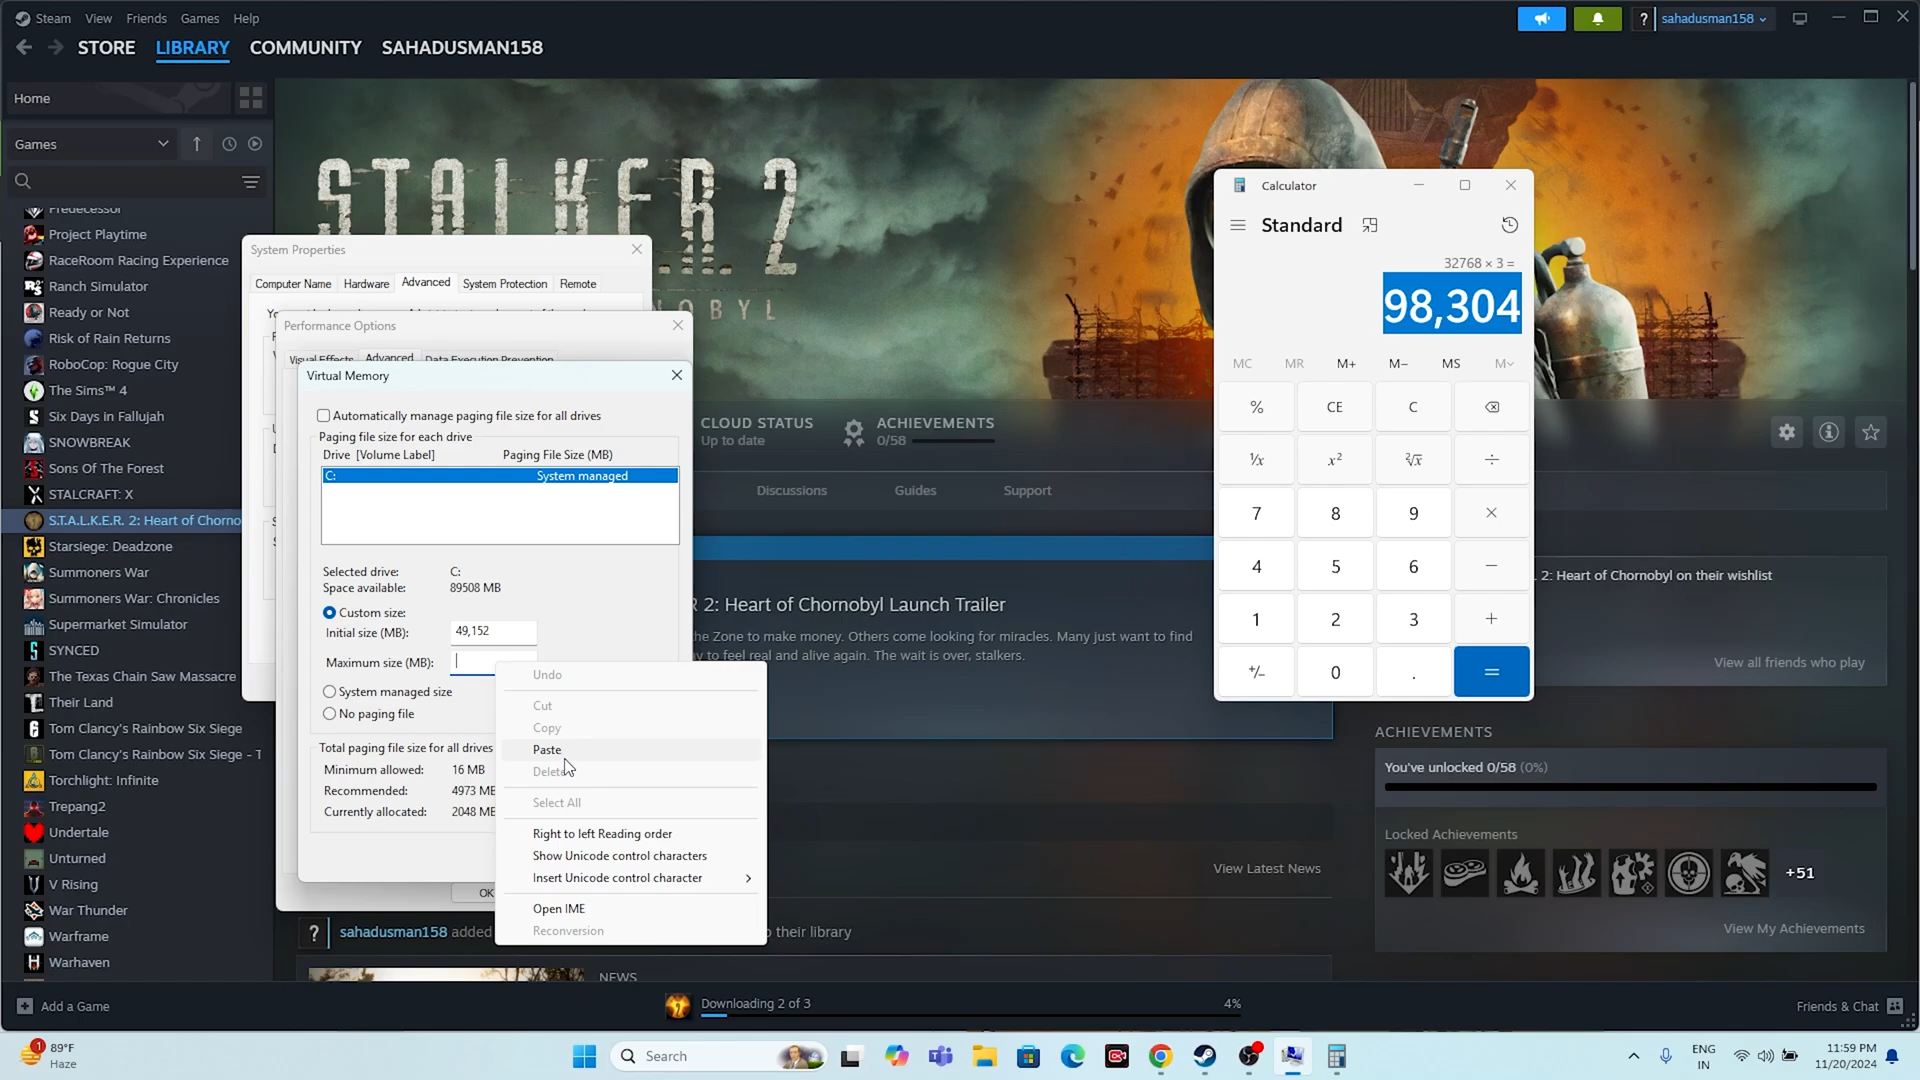 Steam View Friends Games Help
? sahadusman158
STORE LIBRARY COMMUNITY SAHADUSMAN158
Home
Games
Predecessor
Project Playtime
RaceRoom Racing Experience
Ranch Simulator
Ready or Not
Risk of Rain Returns
RoboCop: Rogue City
The Sims™ 4
Six Days in Fallujah
SNOWBREAK
Sons Of The Forest
STALCRAFT: X
S.T.A.L.K.E.R. 2: Heart of Chorno
Starsiege: Deadzone
Summoners War
Summoners War: Chronicles
Supermarket Simulator
SYNCED
The Texas Chain Saw Massacre
Their Land
Tom Clancy's Rainbow Six Siege
Tom Clancy's Rainbow Six Siege - T
Torchlight: Infinite
Trepang2
Undertale
Unturned
V Rising
War Thunder
Warframe
Warhaven
Add a Game
S.T.A.L.K.E.R. 2
NOBYL
System Properties
Computer Name Hardware Advanced System Protection Remote
Performance Options
Visual Effects Advanced Data Execution Prevention
Virtual Memory
Automatically manage paging file size for all drives
Paging file size for each drive
Drive [Volume Label] Paging File Size (MB)
C: System managed
Selected drive: C:
Space available: 89508 MB
Custom size:
Initial size (MB): 49,152
Maximum size (MB):
System managed size
No paging file
Total paging file size for all drives
Minimum allowed: 16 MB
Recommended: 4973 MB
Currently allocated: 2048 MB
OK
Undo
Cut
Copy
Paste
Delete
Select All
Right to left Reading order
Show Unicode control characters
Insert Unicode control character
Open IME
Reconversion
CLOUD STATUS
Up to date
ACHIEVEMENTS
0/58
Discussions Guides Support
R 2: Heart of Chornobyl Launch Trailer
the Zone to make money. Others come looking for miracles. Many just want to find
y to feel real and alive again. The wait is over, stalkers.
View Latest News
? sahadusman158 added
o their library
NEWS
Calculator
Standard
32768 × 3 =
98,304
MC MR M+ M− MS M
% CE C
¹/x x² ²√x ÷
7 8 9 ×
4 5 6 −
1 2 3 +
+/− 0 . =
2: Heart of Chornobyl on their wishlist
View all friends who play
ACHIEVEMENTS
You've unlocked 0/58 (0%)
Locked Achievements
+51
View My Achievements
Downloading 2 of 3 4%
Friends & Chat
1
89°F
Haze
Search
ENG
IN
11:59 PM
11/20/2024